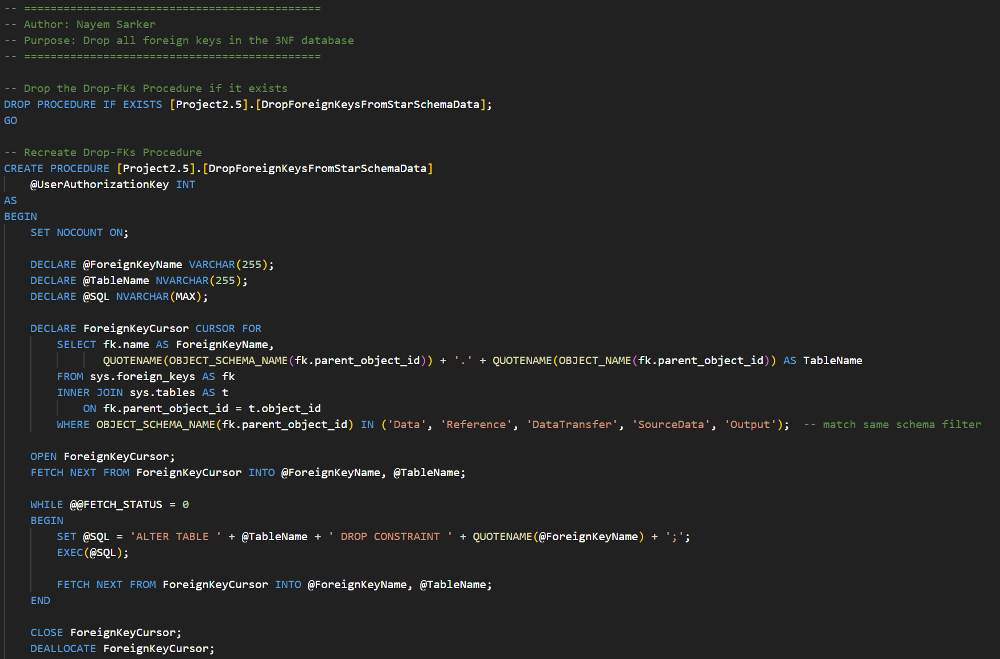 -- =============================================
-- Author: Nayem Sarker
-- Purpose: Drop all foreign keys in the 3NF database
-- =============================================
-- Drop the Drop-FKs Procedure if it exists
DROP PROCEDURE IF EXISTS [Project2.5].[DropForeignKeysFromStarSchemaData];
GO
-- Recreate Drop-FKs Procedure
CREATE PROCEDURE [Project2.5].[DropForeignKeysFromStarSchemaData]
@UserAuthorizationKey INT
AS
BEGIN
SET NOCOUNT ON;
DECLARE @ForeignKeyName VARCHAR(255);
DECLARE @TableName NVARCHAR(255);
DECLARE @SQL NVARCHAR(MAX);
DECLARE ForeignKeyCursor CURSOR FOR
SELECT fk.name AS ForeignKeyName,
QUOTENAME(OBJECT_SCHEMA_NAME(fk.parent_object_id)) + '.' + QUOTENAME(OBJECT_NAME(fk.parent_object_id)) AS TableName
FROM sys.foreign_keys AS fk
INNER JOIN sys.tables AS t
ON fk.parent_object_id = t.object_id
WHERE OBJECT_SCHEMA_NAME(fk.parent_object_id) IN ('Data', 'Reference', 'DataTransfer', 'SourceData', 'Output');  -- match same schema filter
OPEN ForeignKeyCursor;
FETCH NEXT FROM ForeignKeyCursor INTO @ForeignKeyName, @TableName;
WHILE @@FETCH_STATUS = 0
BEGIN
SET @SQL = 'ALTER TABLE ' + @TableName + ' DROP CONSTRAINT ' + QUOTENAME(@ForeignKeyName) + ';';
EXEC(@SQL);
FETCH NEXT FROM ForeignKeyCursor INTO @ForeignKeyName, @TableName;
END
CLOSE ForeignKeyCursor;
DEALLOCATE ForeignKeyCursor;